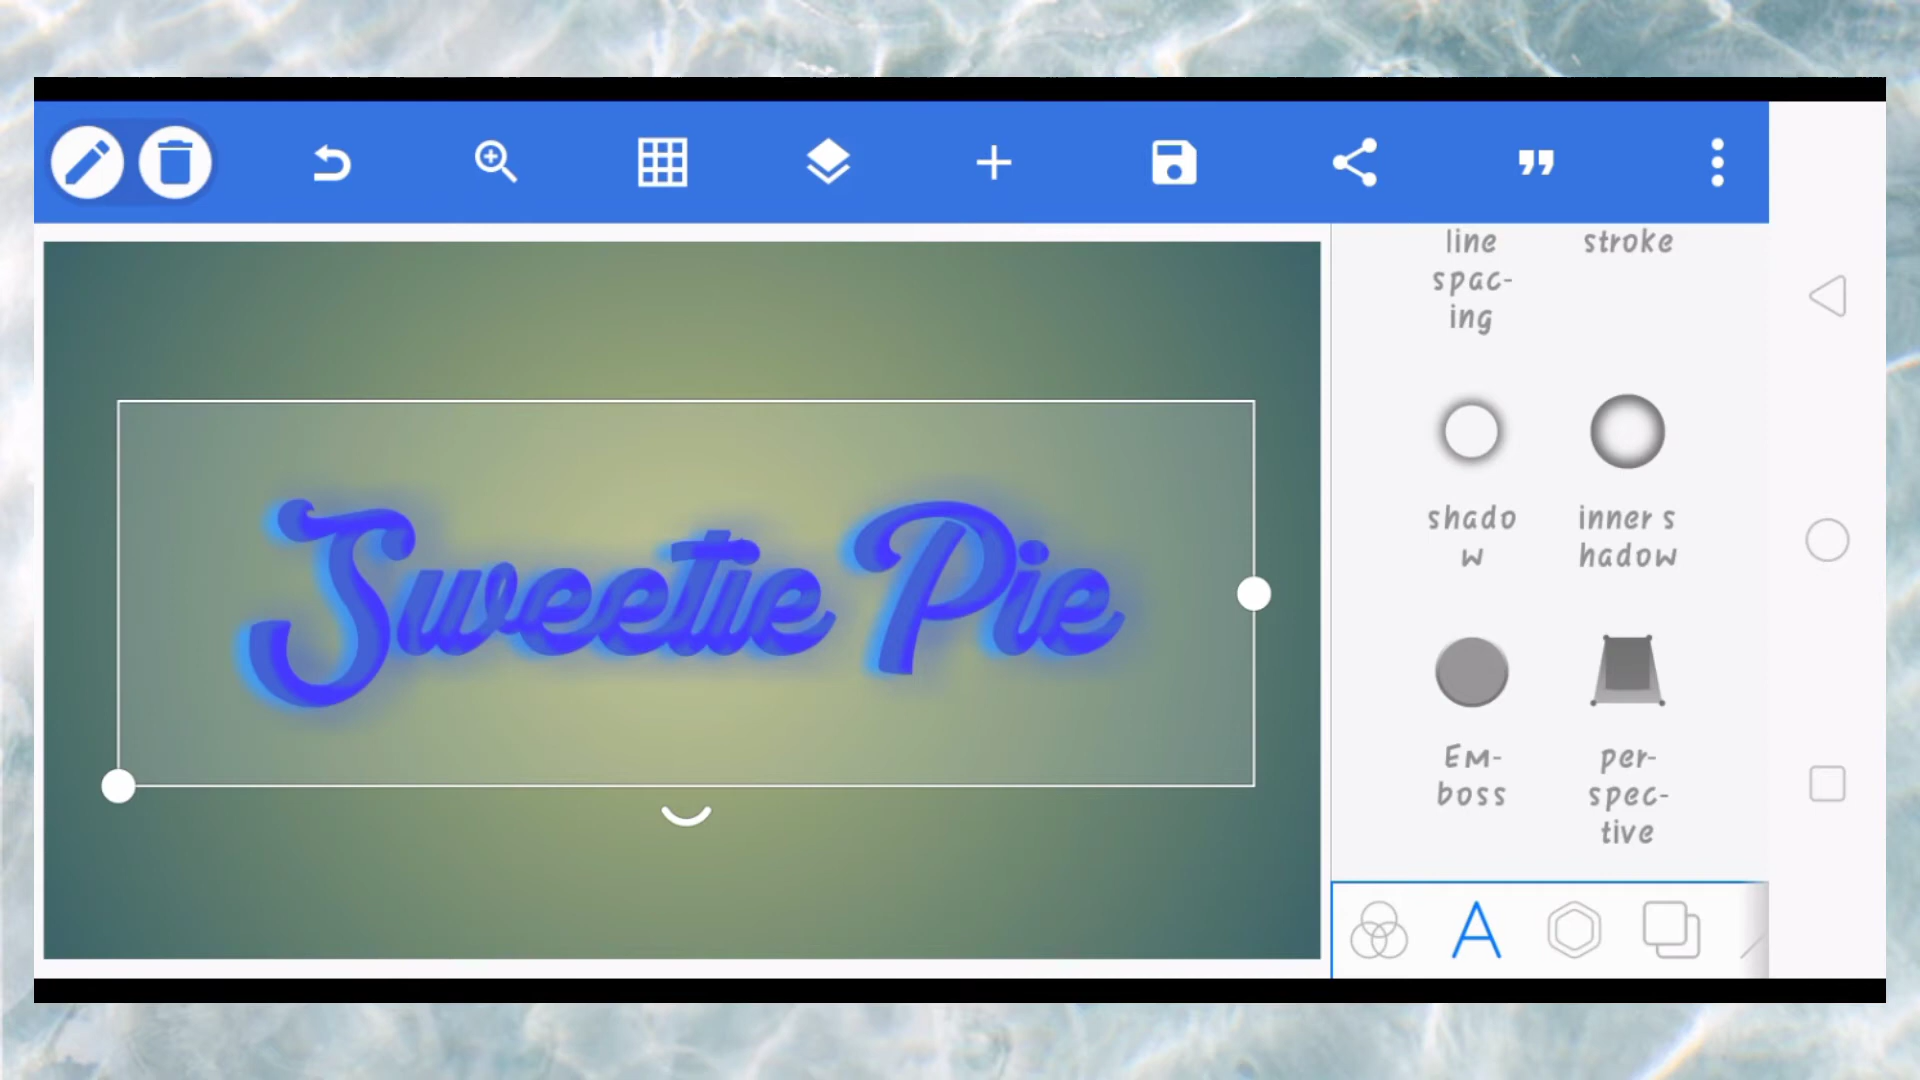 line
spac-
ing
stroke
Sweetie Pie
shado
w
inner s
hadow
Em-
boss
per-
spec-
tive